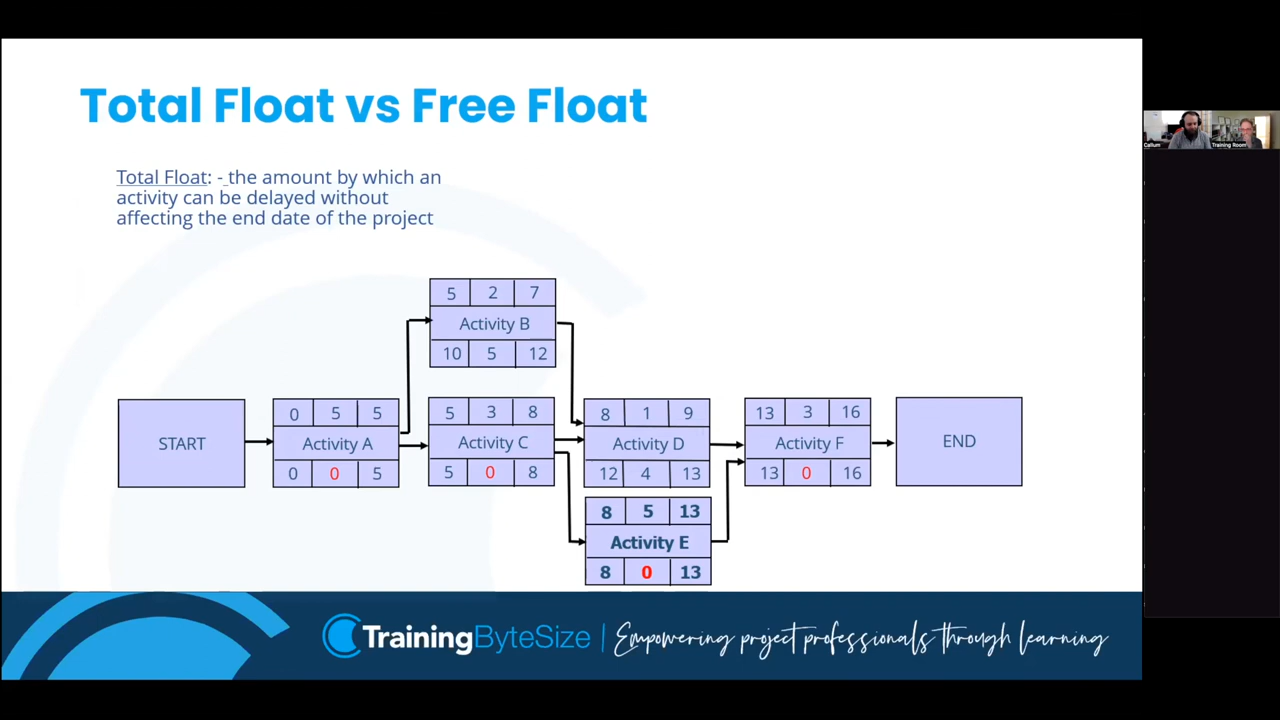 Total Float vs Free Float
Total Float: - the amount by which an
activity can be delayed without
affecting the end date of the project
5 2 7
Activity B
10 5 12
START
0 5 5
Activity A
0 0 5
5 3 8
Activity C
5 0 8
8 1 9
Activity D
12 4 13
13 3 16
Activity F
13 0 16
END
8 5 13
Activity E
8 0 13
TrainingByteSize | Empowering project professionals through learning
Callum
Training Room